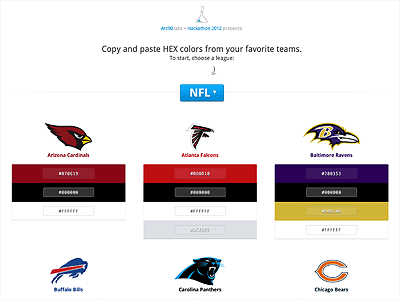 Arc90 labs – Hackathon 2012 presents:
Copy and paste HEX colors from your favorite teams.
To start, choose a league:
NFL
Arizona Cardinals
Atlanta Falcons
Baltimore Ravens
#870619
#BD0D18
#280353
#000000
#000000
#000000
#FFFFFF
#FFFFFF
#FFFFFF
Buffalo Bills
Carolina Panthers
Chicago Bears